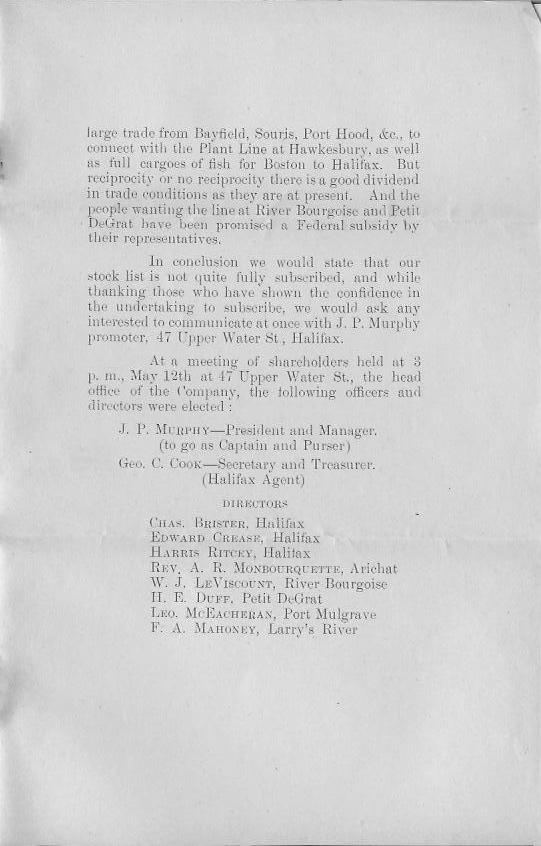 large trade from Bayfield, Souris, Port Hood, &c., to
connect with the Plant Line at Hawkesbury, as well
as full cargoes of fish for Boston to Halifax. But
reciprocity or no reciprocity there is a good dividend
in trade conditions as they are at present. And the
people wanting the line at River Bourgoise and Petit
DeGrat have been promised a Federal subsidy by
their representatives.
In conclusion we would state that our
stock list is not quite fully subscribed, and while
thanking those who have shown the confidence in
the undertaking to subscribe, we would ask any
interested to communicate at once with J. P. Murphy
promoter, 47 Upper Water St, Halifax.
At a meeting of shareholders held at 3
p. m., May 12th at 47 Upper Water St., the head
office of the Company, the following officers and
directors were elected :
J. P. MURPHY—President and Manager.
(to go as Captain and Purser)
GEO. C. COOK—Secretary and Treasurer.
(Halifax Agent)
DIRECTORS
CHAS. BRISTER, Halifax
EDWARD CREASE, Halifax
HARRIS RITCEY, Halifax
REV. A. R. MONBOURQUETTE, Arichat
W. J. LEVISCOUNT, River Bourgoise
H. E. DUFF, Petit DeGrat
LEO. MCEACHERAN, Port Mulgrave
F. A. MAHONEY, Larry's River